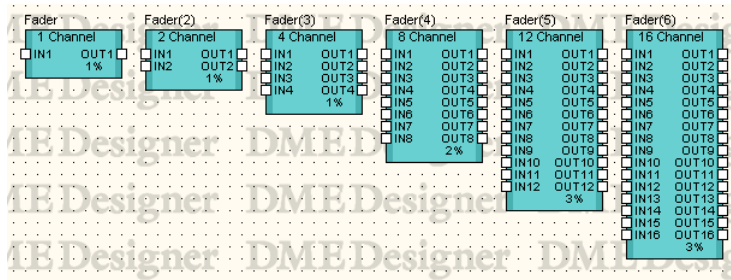 Fader
1 Channel
IN1 OUT1
1%
Fader(2)
2 Channel
IN1 OUT1
IN2 OUT2
1%
Fader(3)
4 Channel
IN1 OUT1
IN2 OUT2
IN3 OUT3
IN4 OUT4
1%
Fader(4)
8 Channel
IN1 OUT1
IN2 OUT2
IN3 OUT3
IN4 OUT4
IN5 OUT5
IN6 OUT6
IN7 OUT7
IN8 OUT8
2%
Fader(5)
12 Channel
IN1 OUT1
IN2 OUT2
IN3 OUT3
IN4 OUT4
IN5 OUT5
IN6 OUT6
IN7 OUT7
IN8 OUT8
IN9 OUT9
IN10 OUT10
IN11 OUT11
IN12 OUT12
3%
Fader(6)
16 Channel
IN1 OUT1
IN2 OUT2
IN3 OUT3
IN4 OUT4
IN5 OUT5
IN6 OUT6
IN7 OUT7
IN8 OUT8
IN9 OUT9
IN10 OUT10
IN11 OUT11
IN12 OUT12
IN13 OUT13
IN14 OUT14
IN15 OUT15
IN16 OUT16
3%
DME Designer